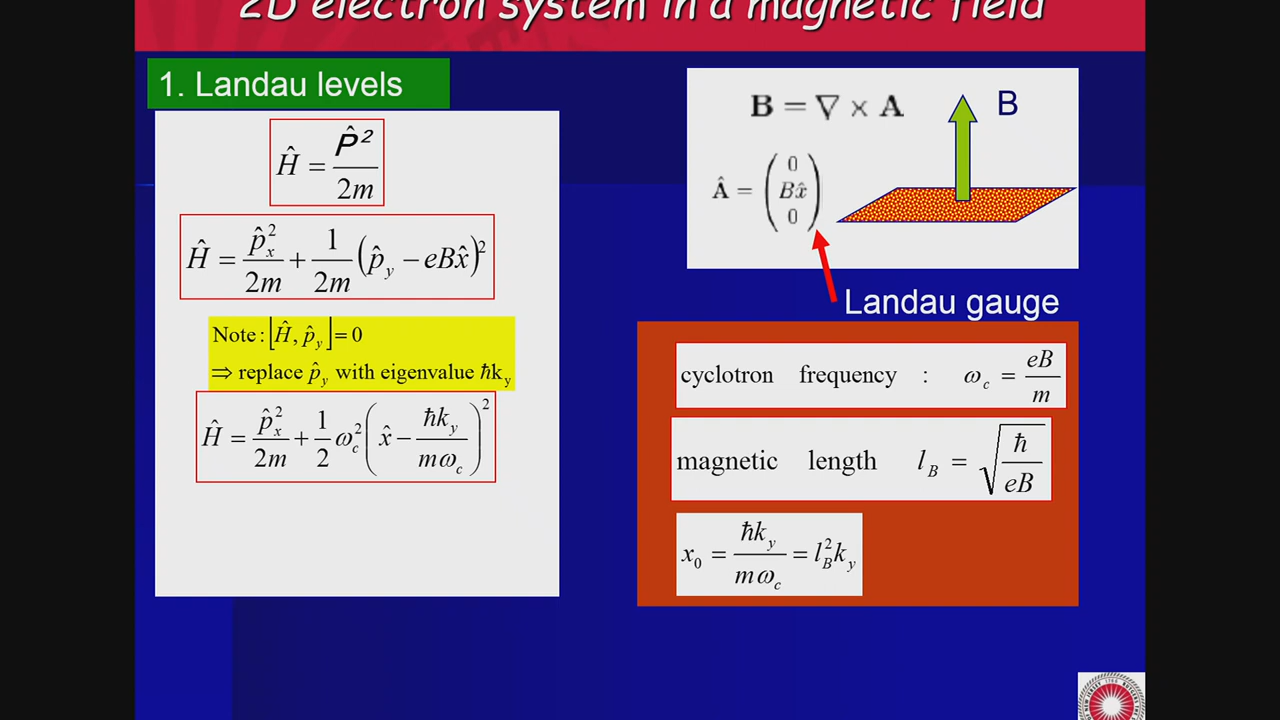 2D electron system in a magnetic field
1. Landau levels
Ĥ = P̂² / 2m
Ĥ = p̂ₓ² / 2m + 1/2m (p̂_y − eBx̂)²
Note: [Ĥ, p̂_y] = 0
⇒ replace p̂_y with eigenvalue ħk_y
Ĥ = p̂ₓ² / 2m + 1/2 ω_c² (x̂ − ħk_y / mω_c)²
B = ∇ × A
B
Â = (0 Bx̂ 0)
Landau gauge
cyclotron frequency : ω_c = eB / m
magnetic length l_B = √(ħ / eB)
x₀ = ħk_y / mω_c = l_B² k_y